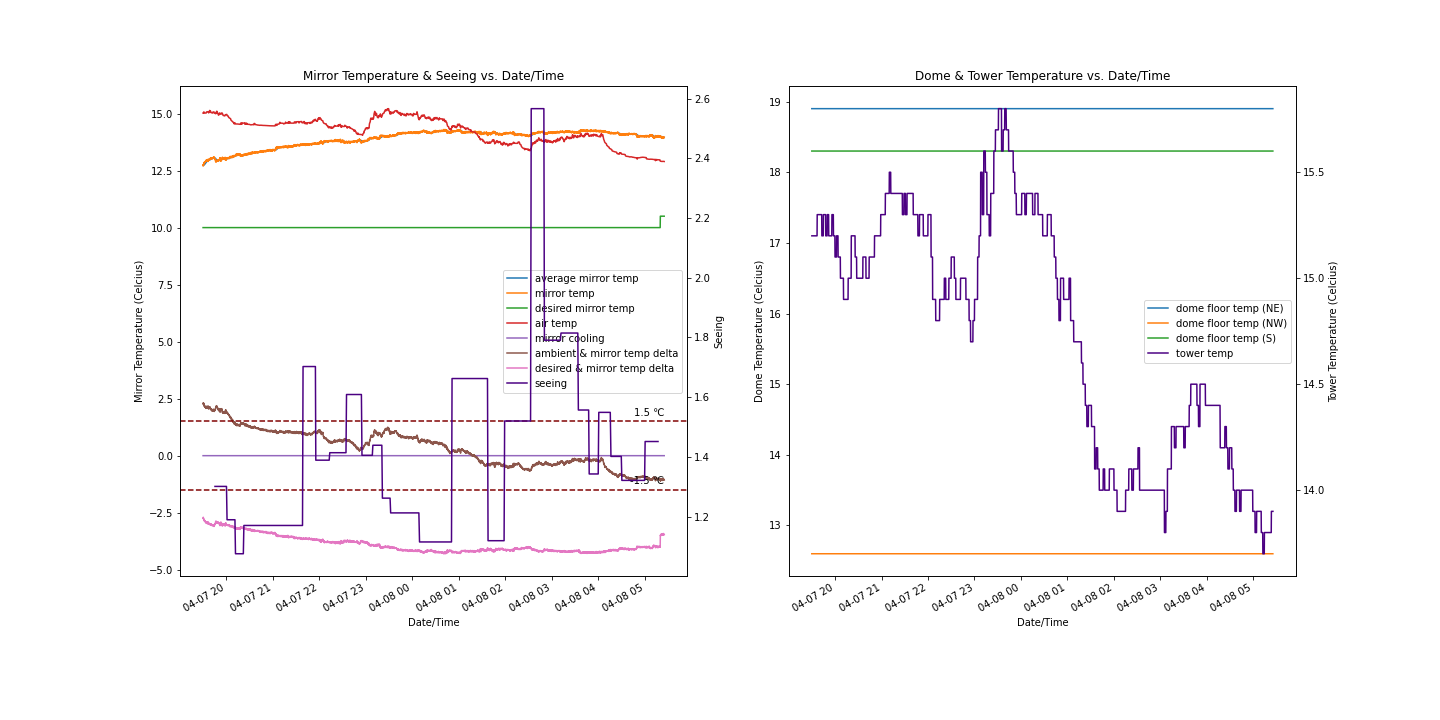 Mirror Temperature & Seeing vs. Date/Time
15.0
12.5
10.0
7.5
5.0
2.5
0.0
−2.5
−5.0
Mirror Temperature (Celcius)
2.6
2.4
2.2
2.0
1.8
1.6
1.4
1.2
Seeing
average mirror temp
mirror temp
desired mirror temp
air temp
mirror cooling
ambient & mirror temp delta
desired & mirror temp delta
seeing
1.5 ℃
-1.5 ℃
04-07 20
04-07 21
04-07 22
04-07 23
04-08 00
04-08 01
04-08 02
04-08 03
04-08 04
04-08 05
Date/Time
Dome & Tower Temperature vs. Date/Time
19
18
17
16
15
14
13
Dome Temperature (Celcius)
15.5
15.0
14.5
14.0
Tower Temperature (Celcius)
dome floor temp (NE)
dome floor temp (NW)
dome floor temp (S)
tower temp
04-07 20
04-07 21
04-07 22
04-07 23
04-08 00
04-08 01
04-08 02
04-08 03
04-08 04
04-08 05
Date/Time